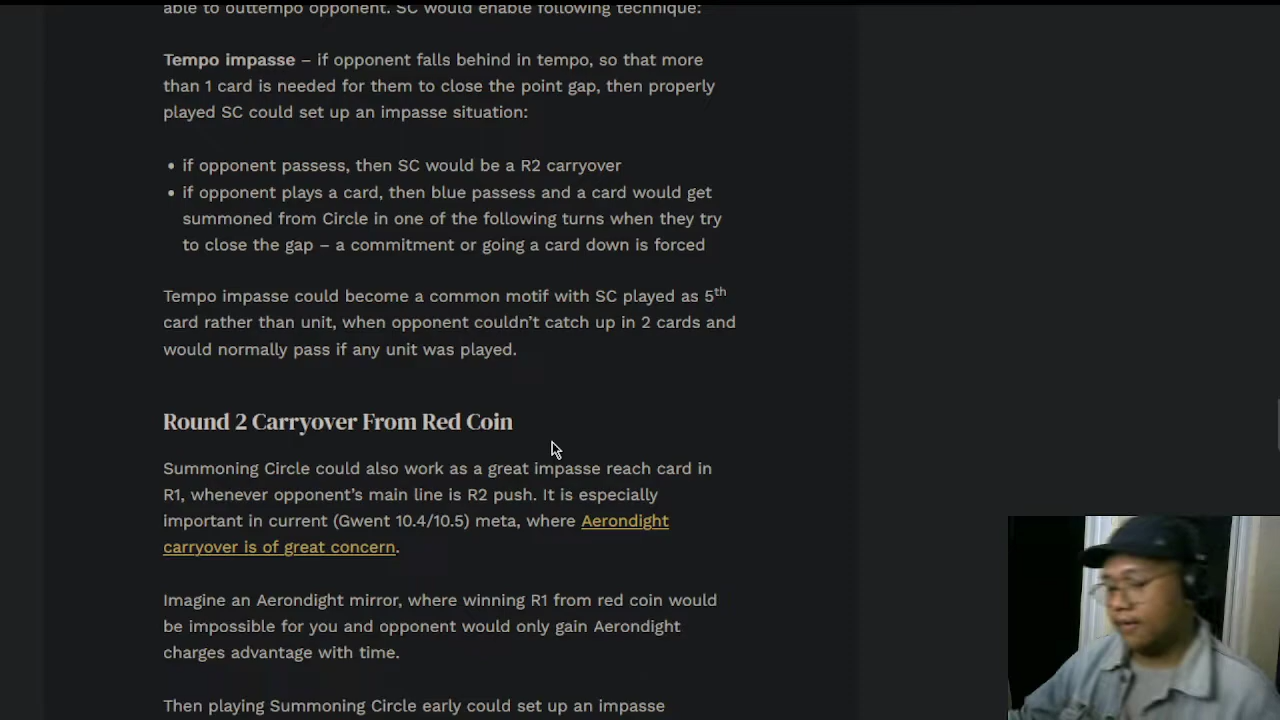 able to outtempo opponent. SC would enable following technique:
Tempo impasse – if opponent falls behind in tempo, so that more
than 1 card is needed for them to close the point gap, then properly
played SC could set up an impasse situation:
• if opponent passess, then SC would be a R2 carryover
• if opponent plays a card, then blue passess and a card would get
summoned from Circle in one of the following turns when they try
to close the gap – a commitment or going a card down is forced
Tempo impasse could become a common motif with SC played as 5th
card rather than unit, when opponent couldn’t catch up in 2 cards and
would normally pass if any unit was played.
Round 2 Carryover From Red Coin
Summoning Circle could also work as a great impasse reach card in
R1, whenever opponent’s main line is R2 push. It is especially
important in current (Gwent 10.4/10.5) meta, where Aerondight
carryover is of great concern.
Imagine an Aerondight mirror, where winning R1 from red coin would
be impossible for you and opponent would only gain Aerondight
charges advantage with time.
Then playing Summoning Circle early could set up an impasse